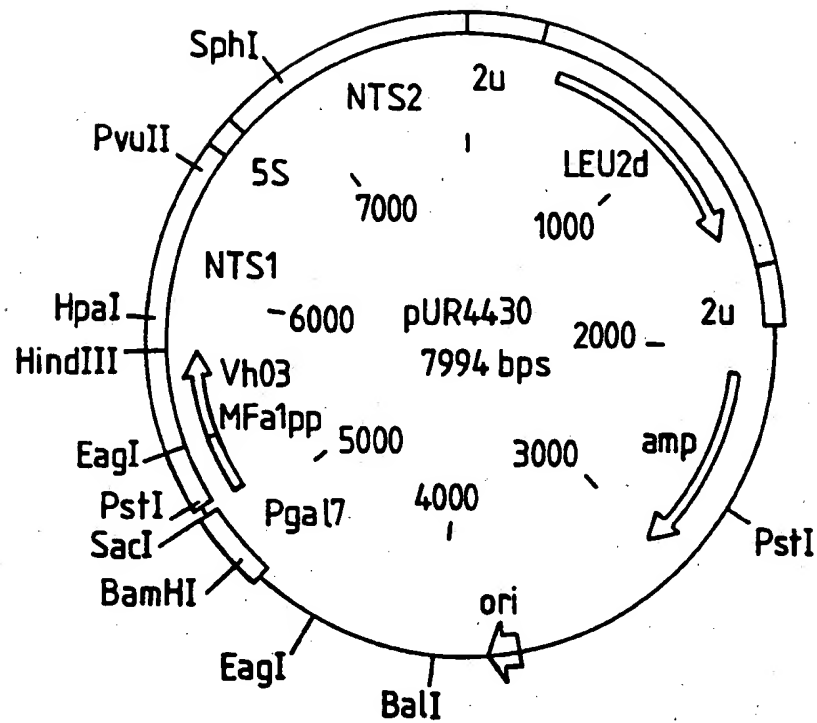 SphI
NTS2
2u
PvuII
5S
LEU2d
7000
1000
NTS1
HpaI
6000
pUR4430
2000
2u
HindIII
7994 bps
Vh03
MFa1pp
5000
3000
amp
EagI
PstI
Pgal7
4000
SacI
PstI
BamHI
ori
EagI
BalI